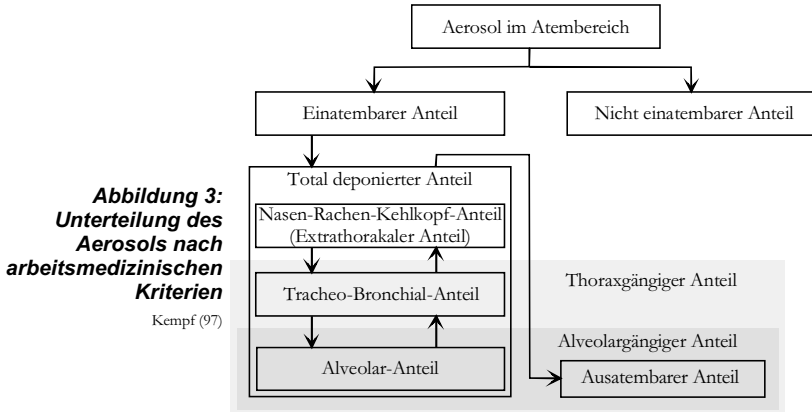 Aerosol im Atembereich
Einatembarer Anteil
Nicht einatembarer Anteil
Total deponierter Anteil
Nasen-Rachen-Kehlkopf-Anteil
(Extrathorakaler Anteil)
Thoraxgängiger Anteil
Tracheo-Bronchial-Anteil
Alveolargängiger Anteil
Alveolar-Anteil
Ausatembarer Anteil
Abbildung 3:
Unterteilung des
Aerosols nach
arbeitsmedizinischen
Kriterien
Kempf (97)